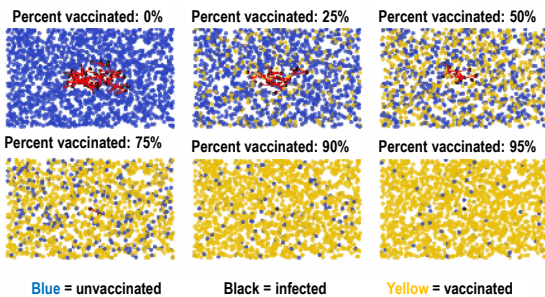 Percent vaccinated: 0%
Percent vaccinated: 25%
Percent vaccinated: 50%
Percent vaccinated: 75%
Percent vaccinated: 90%
Percent vaccinated: 95%
Blue = unvaccinated
Black = infected
Yellow = vaccinated